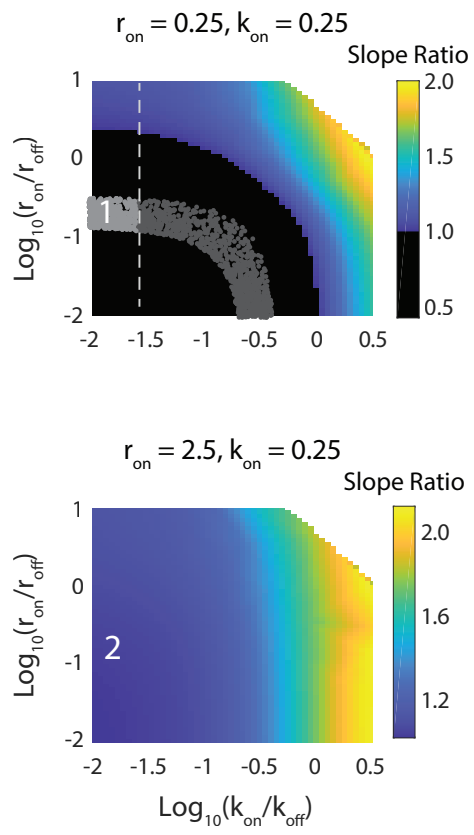 r_on = 0.25, k_on = 0.25
Slope Ratio
Log_10(r_on/r_off)
1
0
-1
-2
1
-2 -1.5 -1 -0.5 0 0.5
2.0
1.5
1.0
0.5
r_on = 2.5, k_on = 0.25
Slope Ratio
Log_10(r_on/r_off)
1
0
-1
-2
2
-2 -1.5 -1 -0.5 0 0.5
2.0
1.6
1.2
Log_10(k_on/k_off)